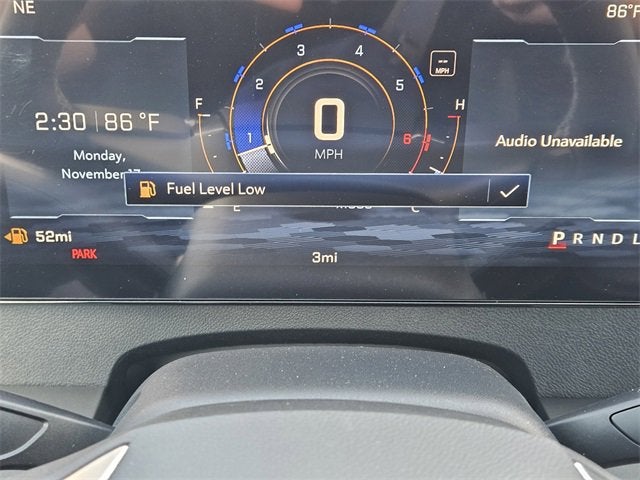 NE
86°F
3
4
2
5
MPH
F
H
2:30 | 86 °F
1
0
6
Audio Unavailable
MPH
Monday,
November
Fuel Level Low
E
C
52mi
P R N D L
PARK
3mi